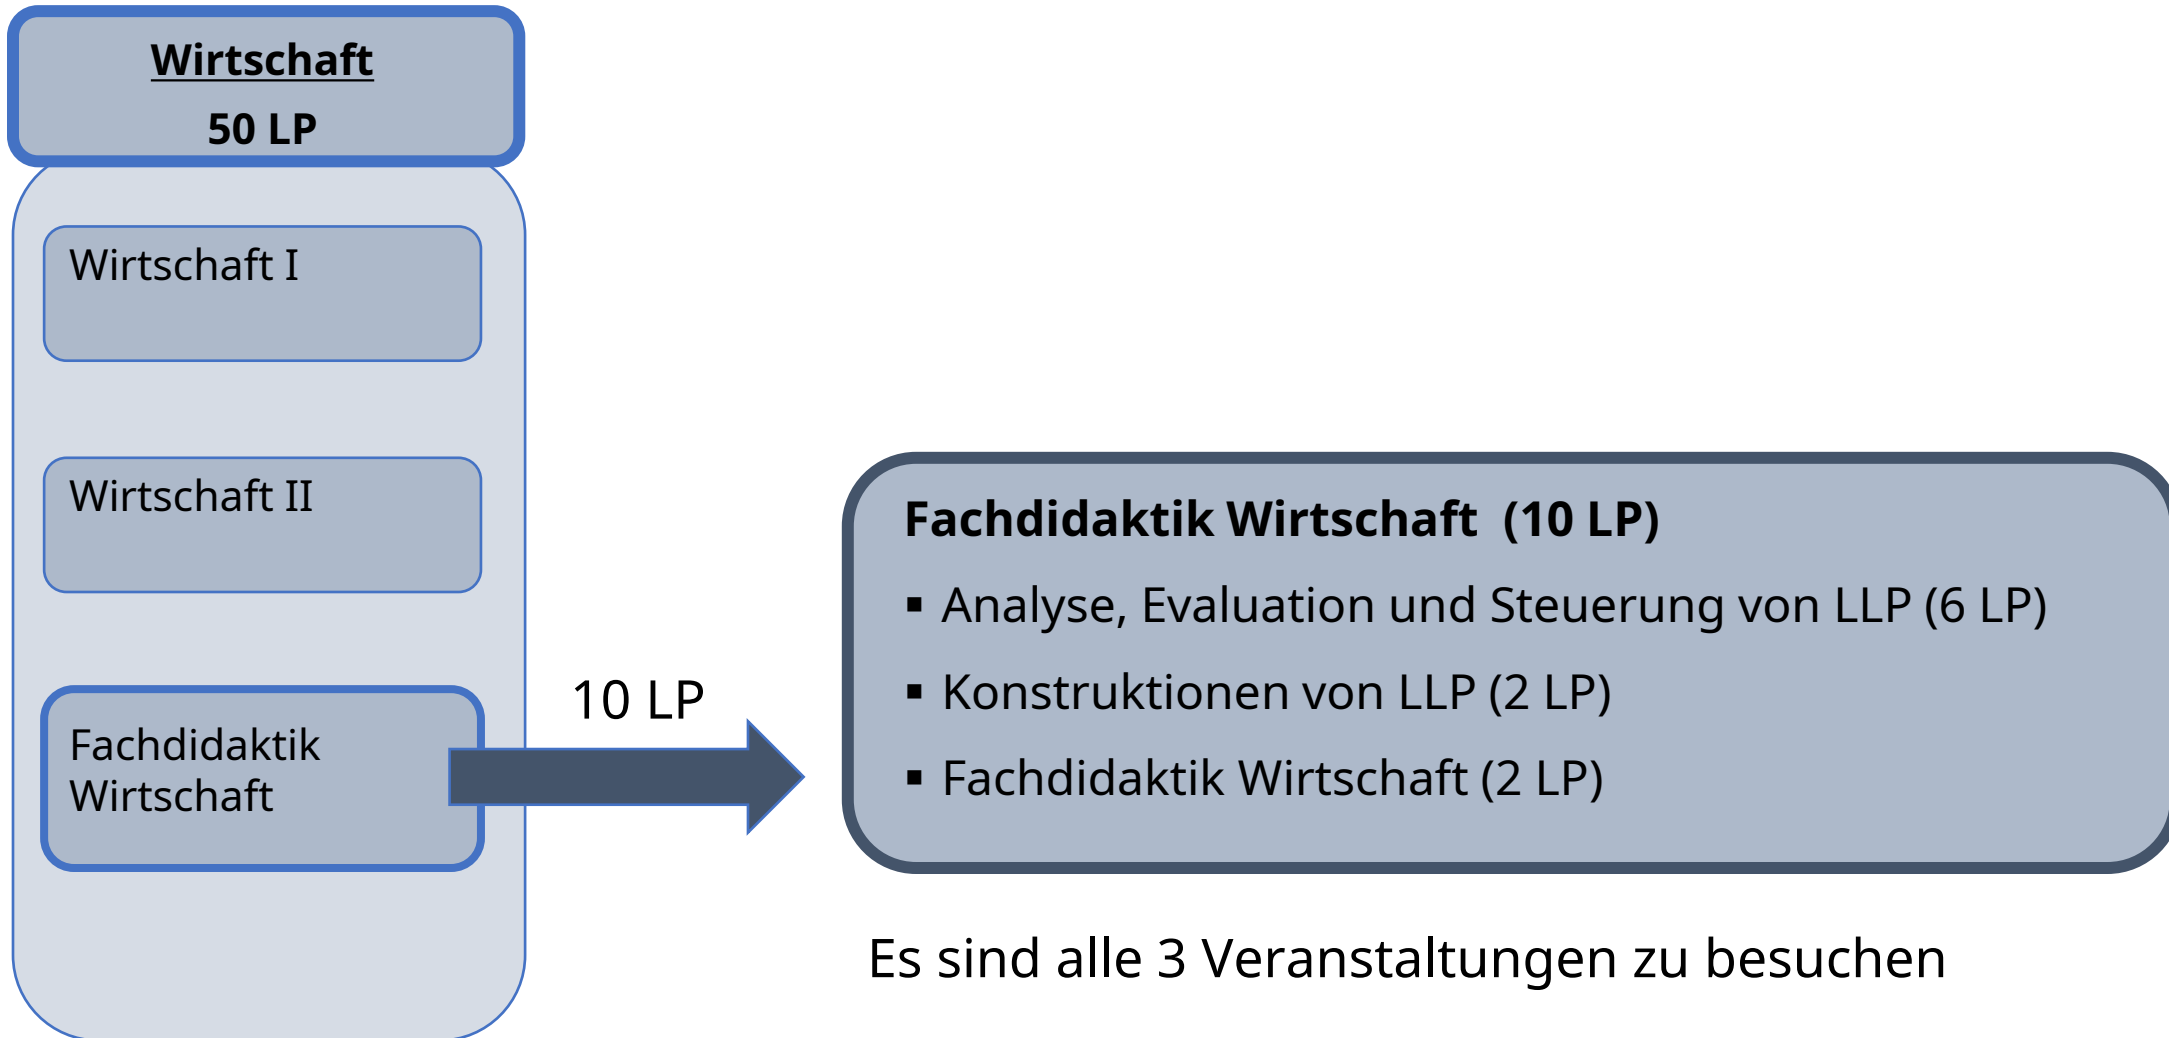 Wirtschaft
50 LP
Wirtschaft I
Wirtschaft II
Fachdidaktik
Wirtschaft
10 LP
Fachdidaktik Wirtschaft (10 LP)
▪ Analyse, Evaluation und Steuerung von LLP (6 LP)
▪ Konstruktionen von LLP (2 LP)
▪ Fachdidaktik Wirtschaft (2 LP)
Es sind alle 3 Veranstaltungen zu besuchen